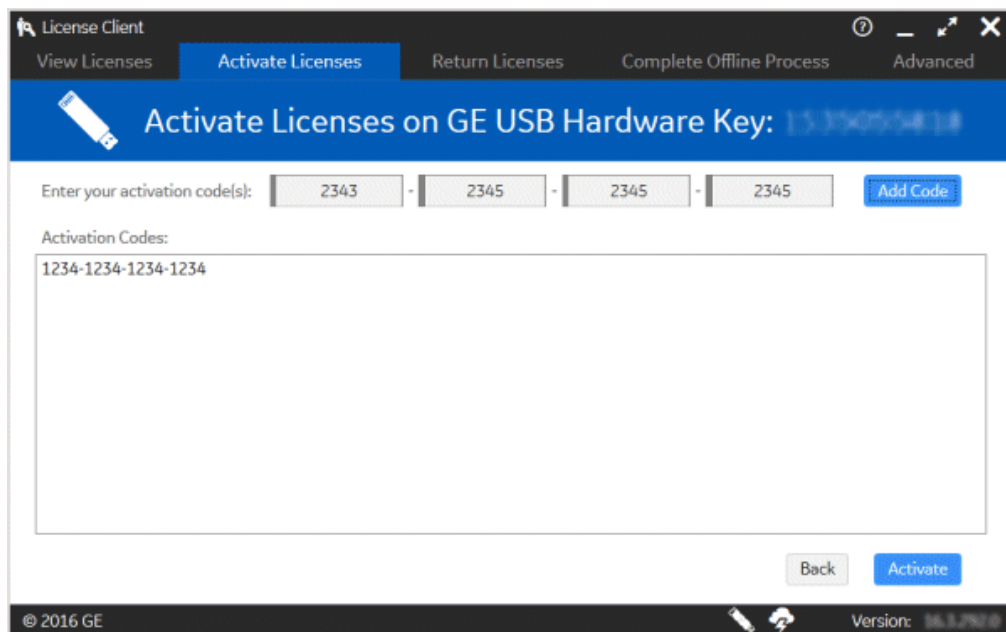 License Client
View Licenses Activate Licenses Return Licenses Complete Offline Process Advanced
Activate Licenses on GE USB Hardware Key:
Enter your activation code(s): 2343 - 2345 - 2345 - 2345 Add Code
Activation Codes:
1234-1234-1234-1234
Back Activate
© 2016 GE Version: